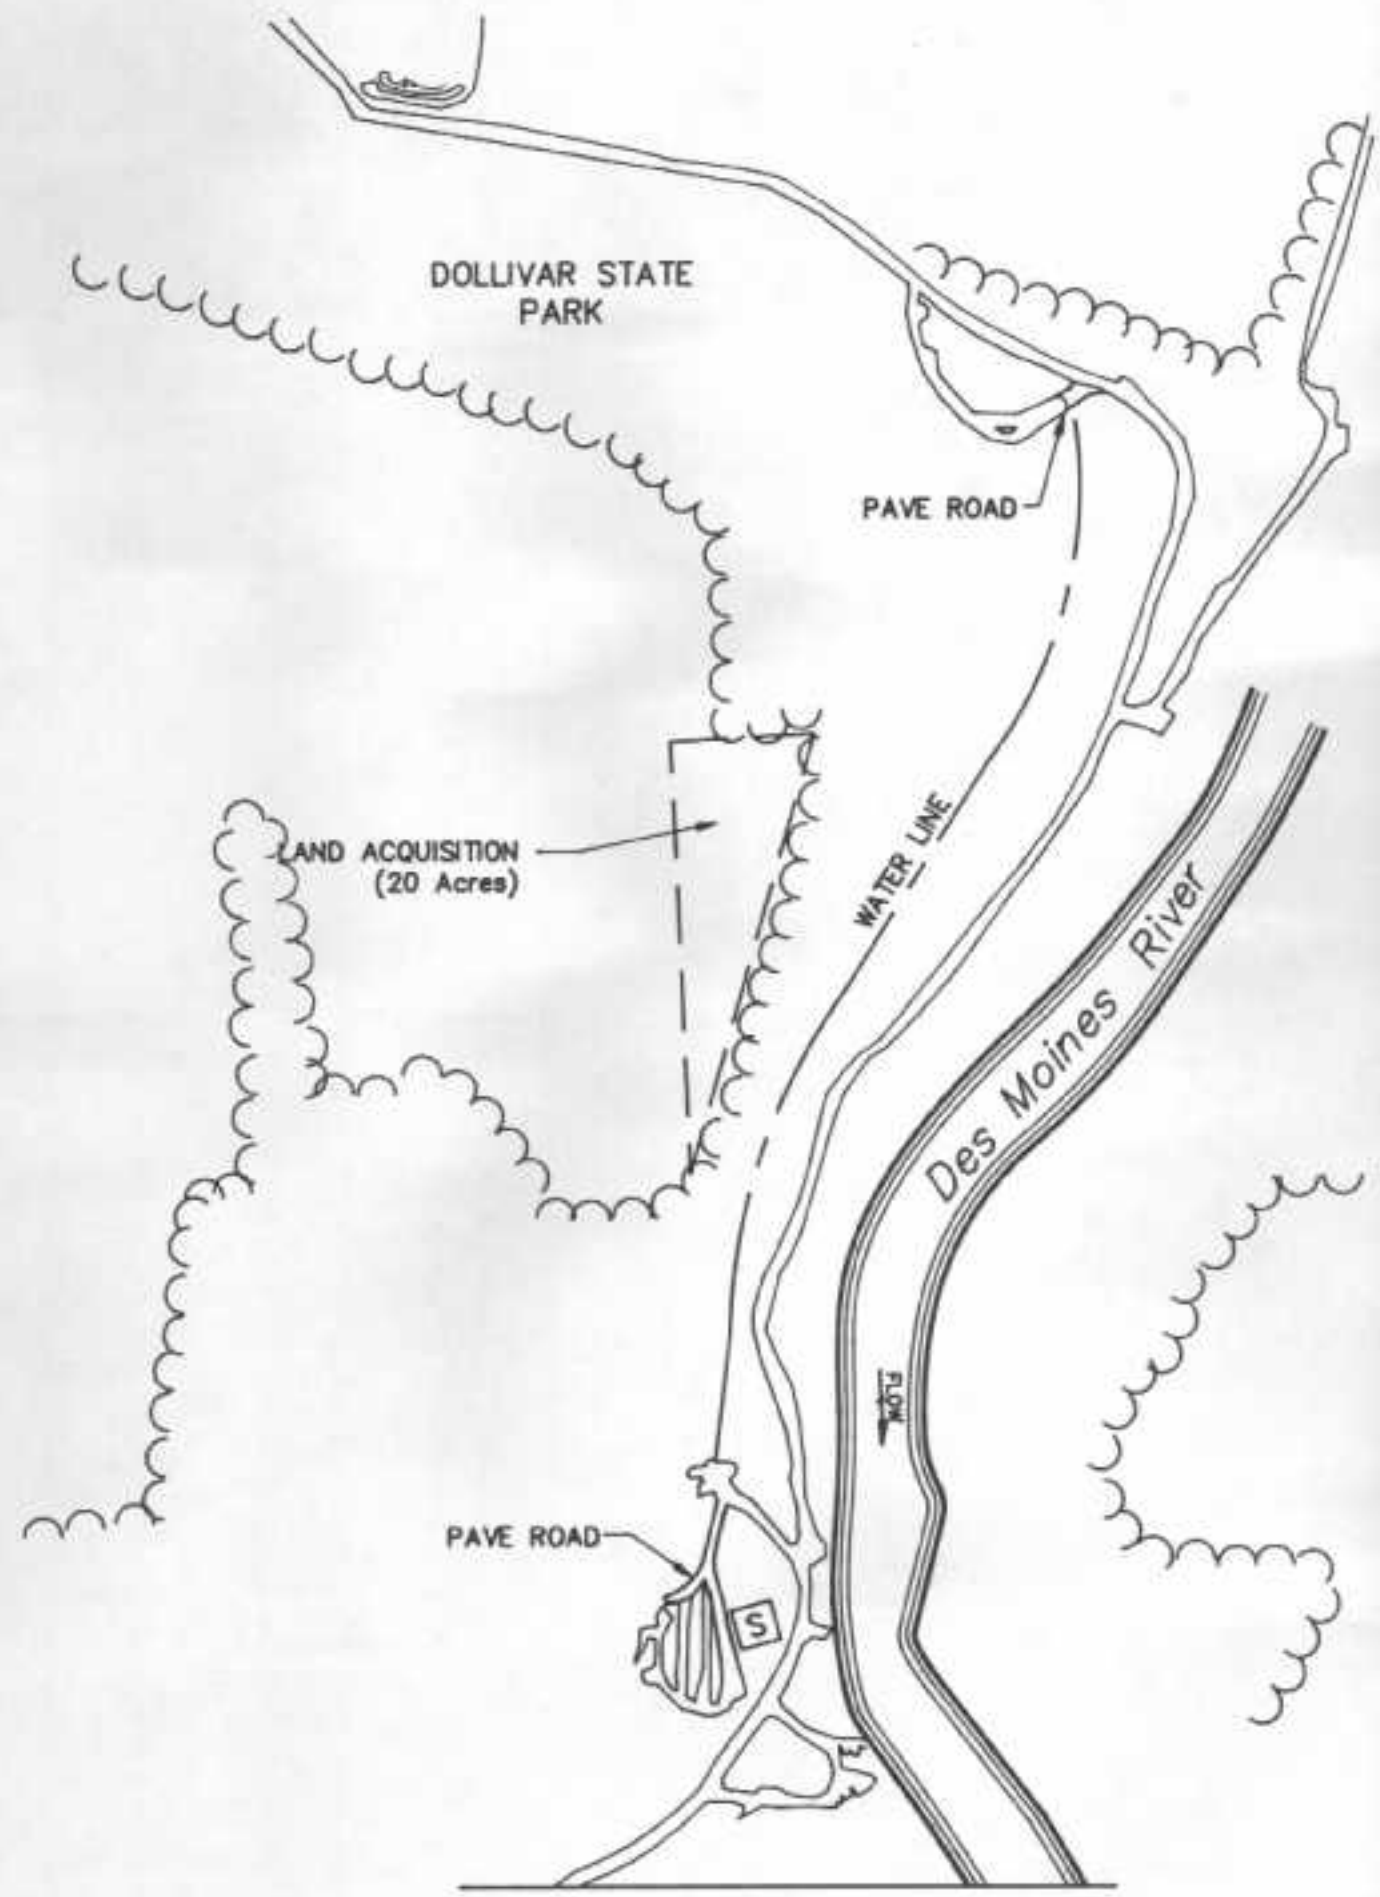 DOLLIVAR STATE
PARK
PAVE ROAD
LAND ACQUISITION
(20 Acres)
WATER LINE
Des Moines River
FLOW
PAVE ROAD
S